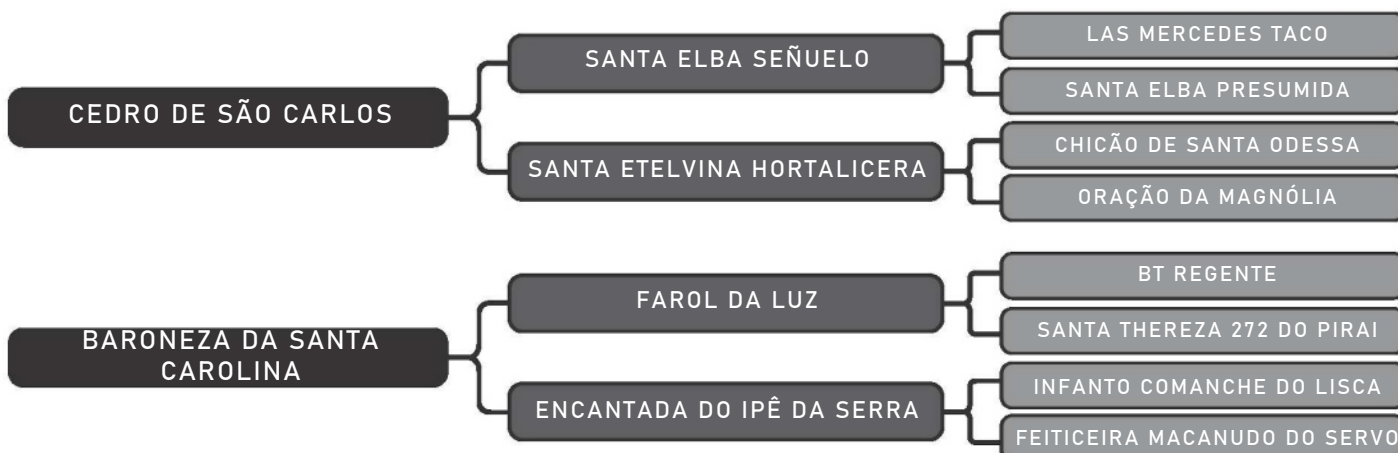 LAS MERCEDES TACO
SANTA ELBA SEÑUELO
SANTA ELBA PRESUMIDA
CEDRO DE SÃO CARLOS
CHICÃO DE SANTA ODESSA
SANTA ETELVINA HORTALICERA
ORAÇÃO DA MAGNÓLIA
BT REGENTE
FAROL DA LUZ
SANTA THEREZA 272 DO PIRAI
BARONEZA DA SANTA
CAROLINA
INFANTO COMANCHE DO LISCA
ENCANTADA DO IPÊ DA SERRA
FEITICEIRA MACANUDO DO SERVO